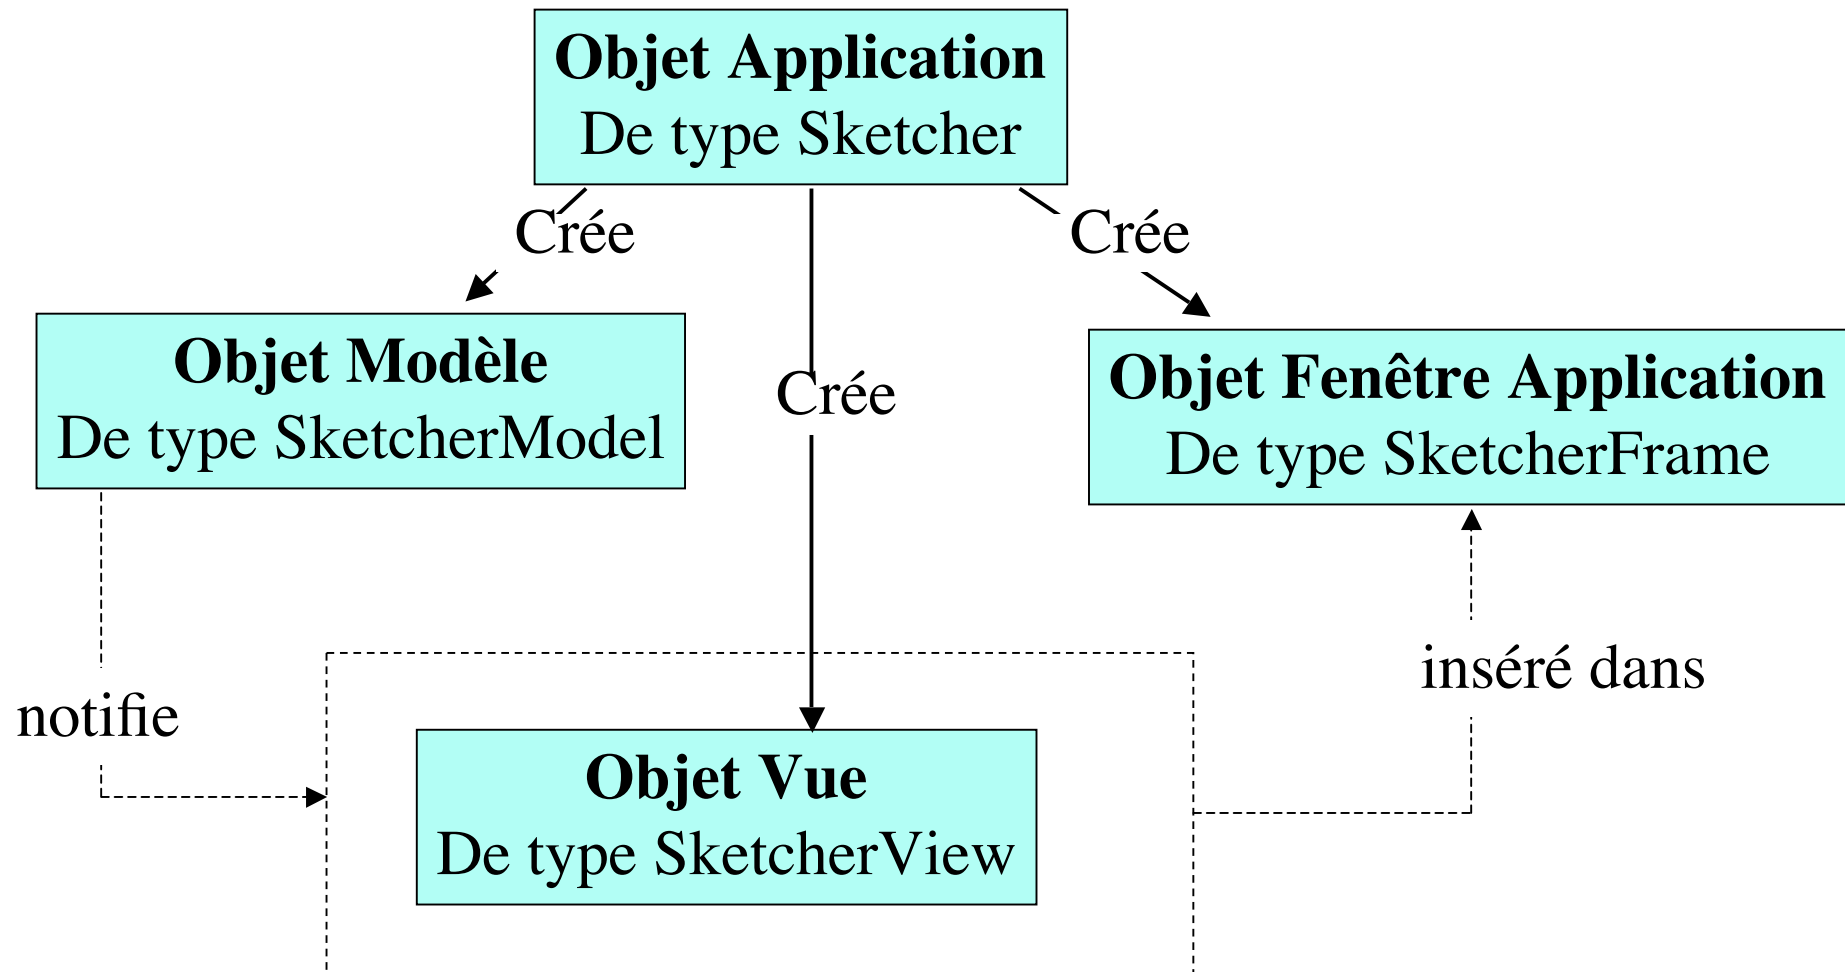 Objet Application
De type Sketcher
Crée
Crée
Objet Modèle
De type SketcherModel
Crée
Objet Fenêtre Application
De type SketcherFrame
notifie
inséré dans
Objet Vue
De type SketcherView